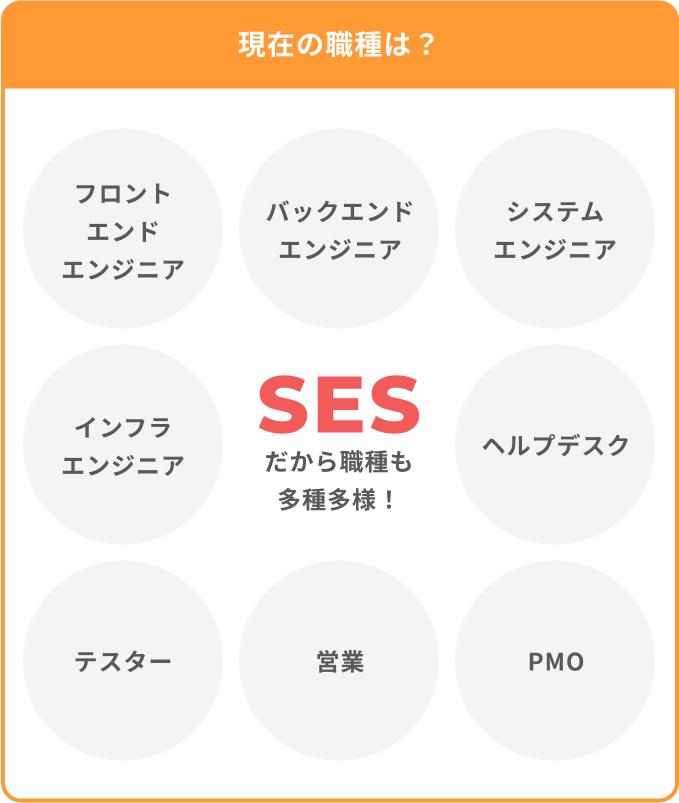 現在の職種は？
フロント
エンド
エンジニア
バックエンド
エンジニア
システム
エンジニア
インフラ
エンジニア
SES
だから職種も
多種多様！
ヘルプデスク
テスター
営業
PMO